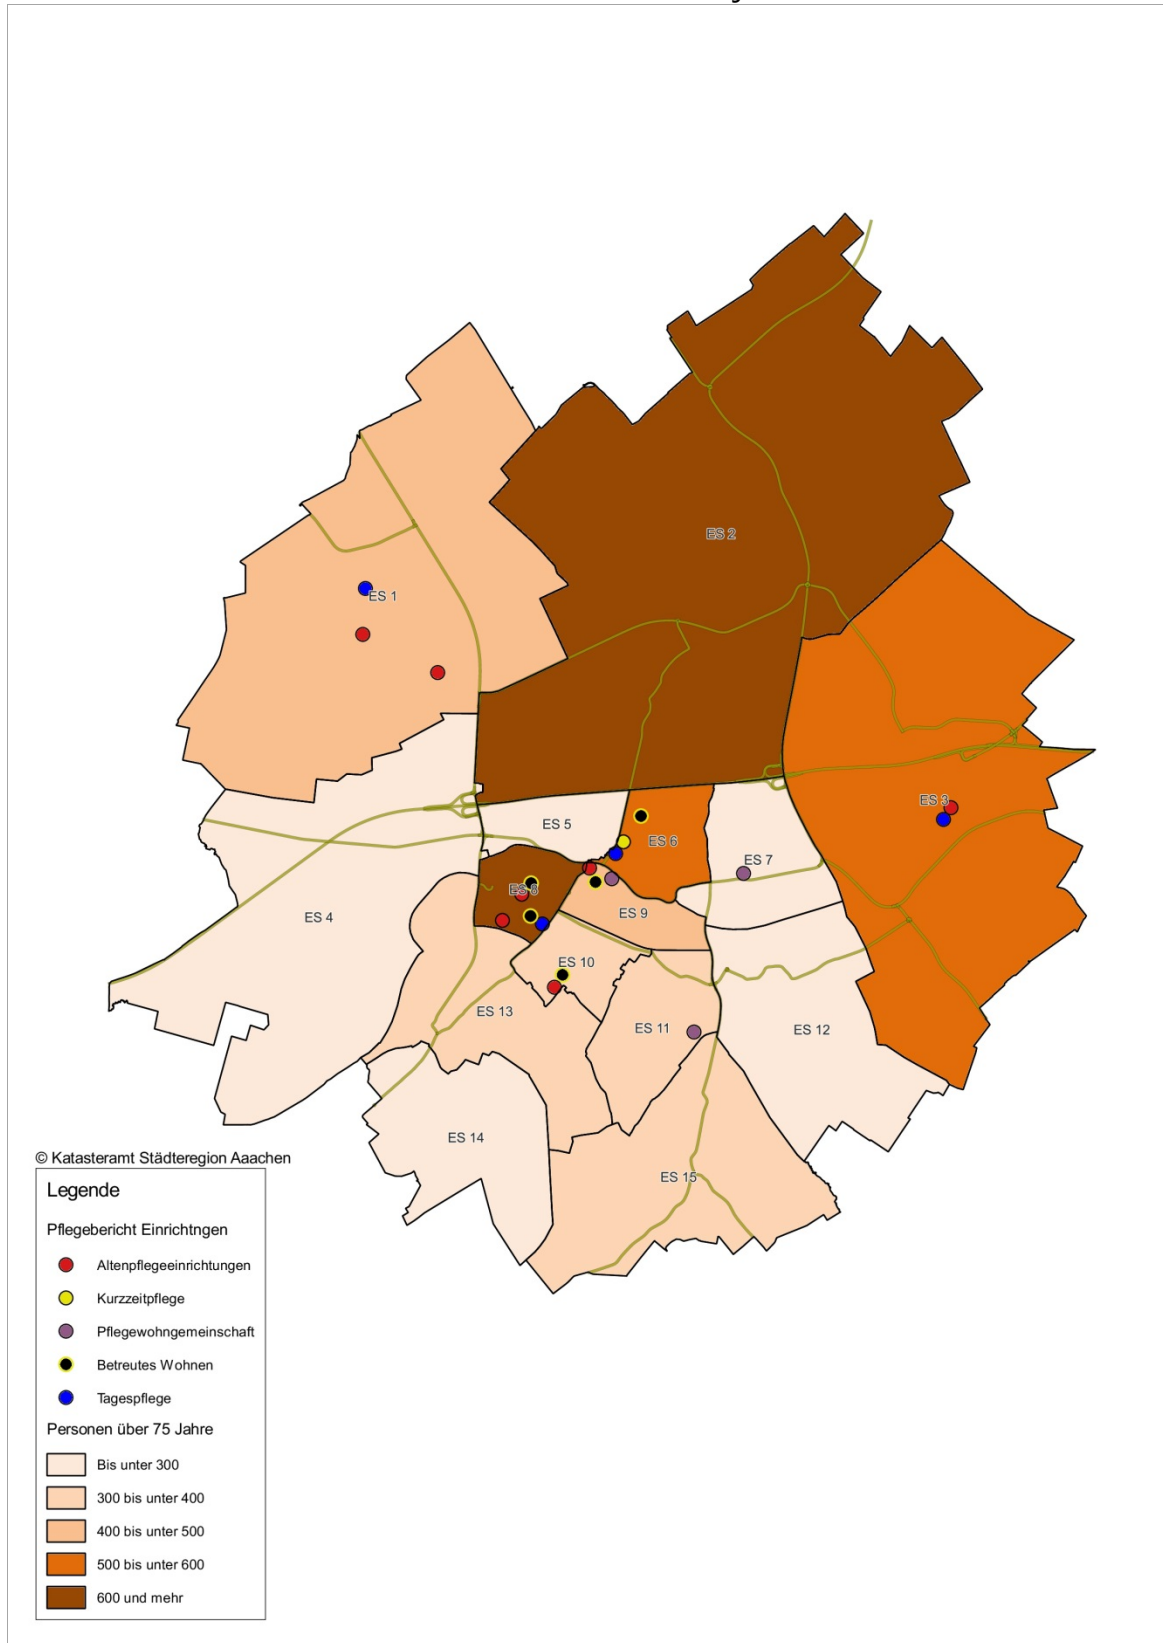 ES 2
ES 1
ES 3
ES 5
ES 6
ES 7
ES 8
ES 9
ES 4
ES 10
ES 13
ES 11
ES 12
ES 14
ES 15
© Katasteramt Städteregion Aaachen
Legende
Pflegebericht Einrichtngen
Altenpflegeeinrichtungen
Kurzzeitpflege
Pflegewohngemeinschaft
Betreutes Wohnen
Tagespflege
Personen über 75 Jahre
Bis unter 300
300 bis unter 400
400 bis unter 500
500 bis unter 600
600 und mehr